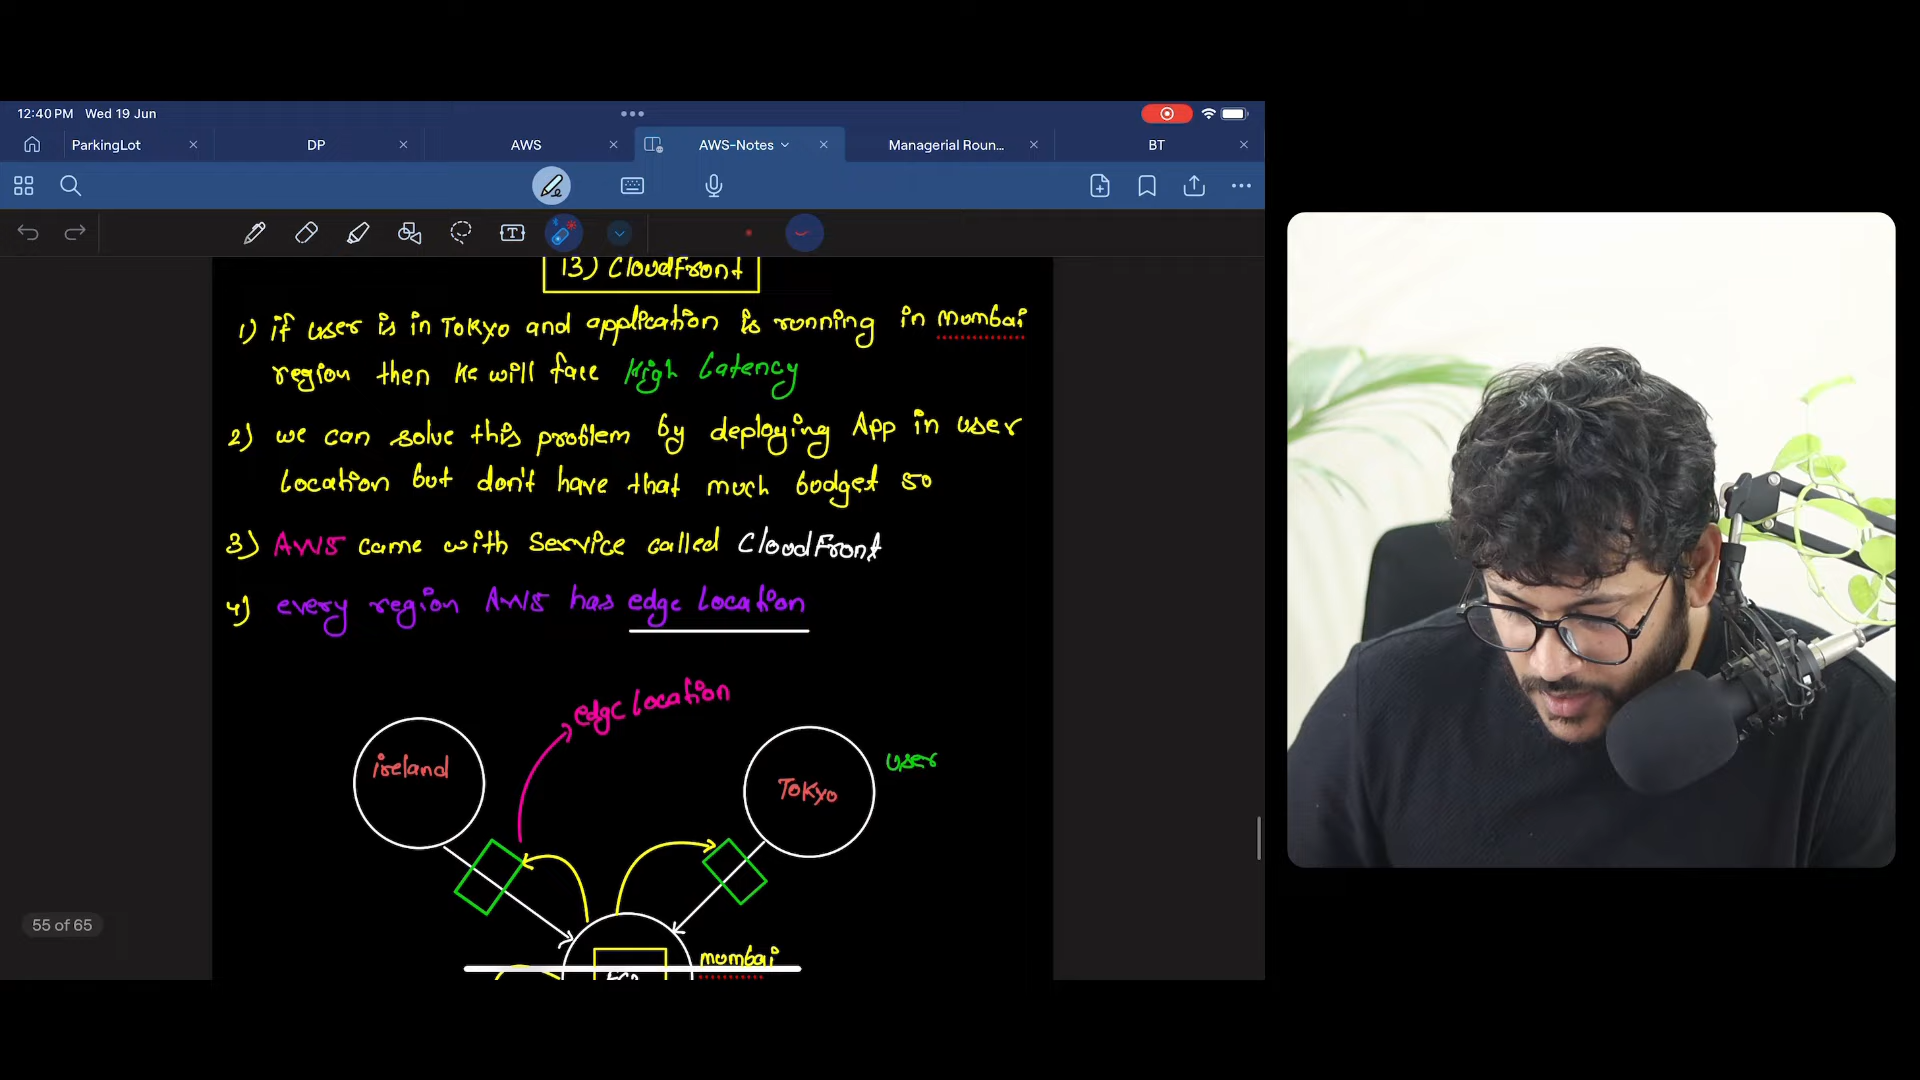 12:40 PM Wed 19 Jun
ParkingLot
DP
AWS
AWS-Notes
Managerial Roun...
BT
13) CloudFront
1) if user is in Tokyo and application is running in mumbai
region then he will face High Latency
2) we can solve this problem by deploying App in user
Location but don't have that much budget so
3) AWS came with Service called CloudFront
4) every region AWS has edge Location
edge Location
ireland
Tokyo
user
mumbai
55 of 65